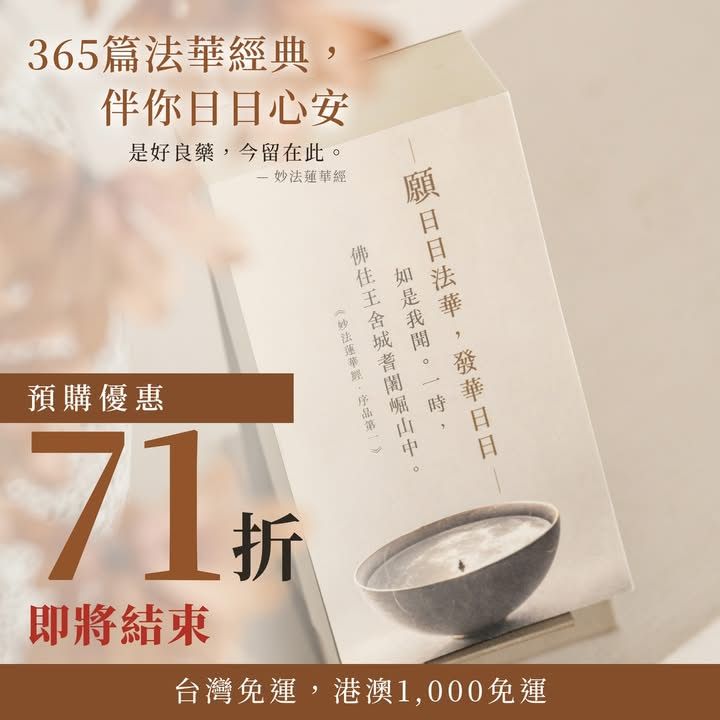 365篇法華經典，
伴你日日心安
是好良藥，今留在此。
— 妙法蓮華經
—願日日法華，發華日日—
如是我聞。一時，
佛住王舍城耆闍崛山中。
《妙法蓮華經．序品第一》
預購優惠
71折
即將結束
台灣免運，港澳1,000免運